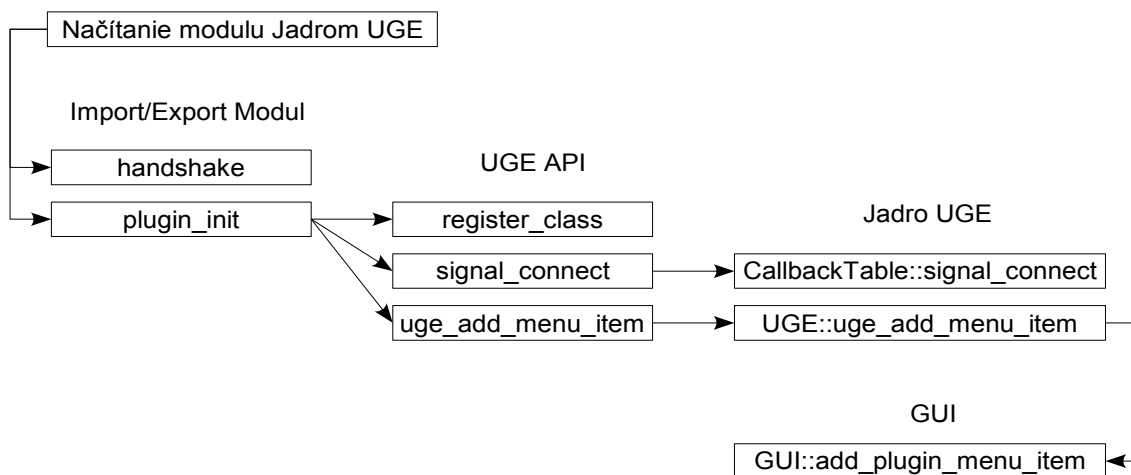 Načítanie modulu Jadrom UGE
Import/Export Modul
handshake
UGE API
plugin_init
register_class
Jadro UGE
signal_connect
CallbackTable::signal_connect
uge_add_menu_item
UGE::uge_add_menu_item
GUI
GUI::add_plugin_menu_item